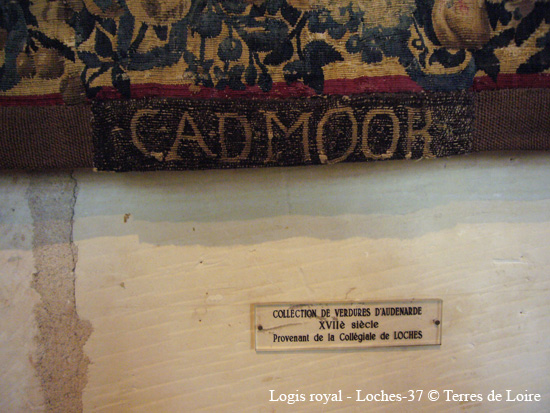 CADMOOR
COLLECTION DE VERDURES D'AUDENARDE
XVIIè siècle
Provenant de la Collégiale de LOCHES
Logis royal - Loches-37 © Terres de Loire